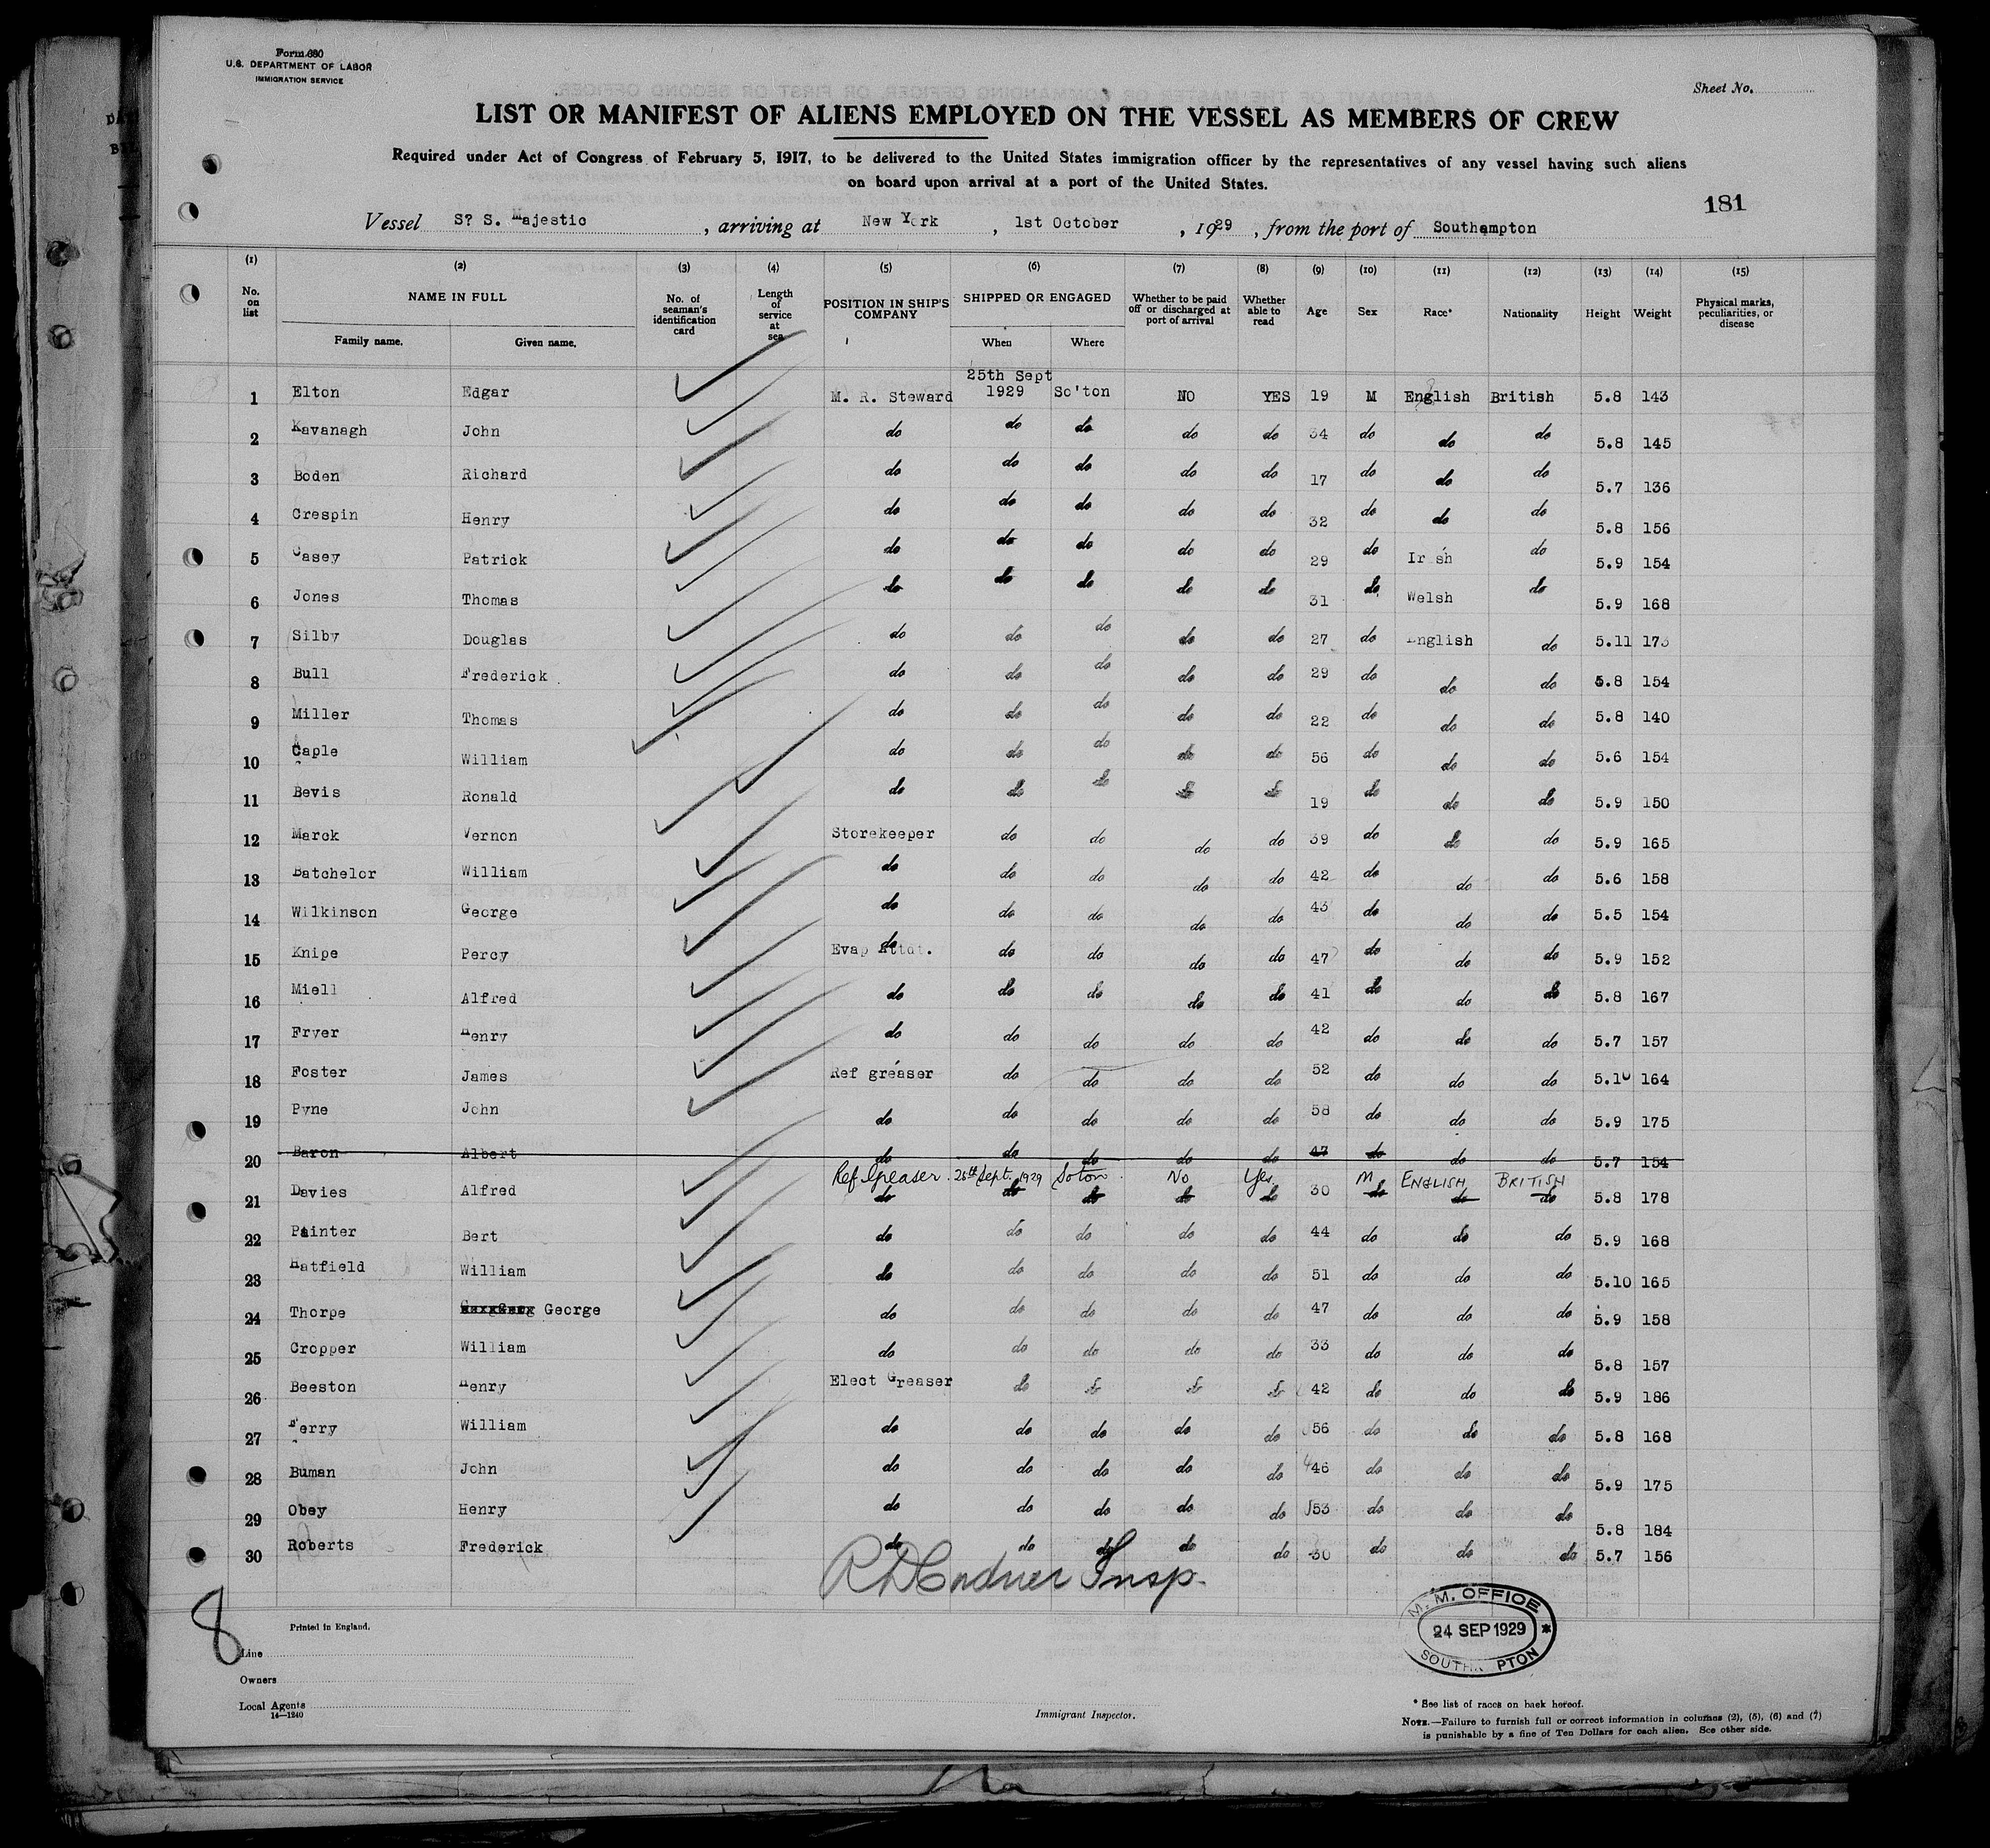 Form 680
U.S. DEPARTMENT OF LABOR
IMMIGRATION SERVICE
Sheet No.
LIST OR MANIFEST OF ALIENS EMPLOYED ON THE VESSEL AS MEMBERS OF CREW
Required under Act of Congress of February 5, 1917, to be delivered to the United States immigration officer by the representatives of any vessel having such aliens
on board upon arrival at a port of the United States.
181
Vessel S? S. Majestic, arriving at New York, 1st October, 1929, from the port of Southampton
(1) (2) (3) (4) (5) (6) (7) (8) (9) (10) (11) (12) (13) (14) (15)
No. on list NAME IN FULL Family name. Given name. No. of seaman's identification card Length of service at sea POSITION IN SHIP'S COMPANY SHIPPED OR ENGAGED When Where Whether to be paid off or discharged at port of arrival Whether able to read Age Sex Race* Nationality Height Weight Physical marks, peculiarities, or disease
1 Elton Edgar M. R. Steward 25th Sept 1929 So'ton NO YES 19 M English British 5.8 143
2 Kavanagh John do do do do do 34 do do do 5.8 145
3 Boden Richard do do do do do 17 do do do 5.7 136
4 Crespin Henry do do do do do 32 do do do 5.8 156
5 Casey Patrick do do do do do 29 do Ir sh do 5.9 154
6 Jones Thomas do do do do do 31 do Welsh do 5.9 168
7 Silby Douglas do do do do do 27 do English do 5.11 173
8 Bull Frederick . do do do do do 29 do do do 5.8 154
9 Miller Thomas do do do do do 22 do do do 5.8 140
10 Caple William do do do do do 56 do do do 5.6 154
11 Bevis Ronald do do do do do 19 do do do 5.9 150
12 Marck Vernon Storekeeper do do do do 39 do do do 5.9 165
13 Batchelor William do do do do do 42 do do do 5.6 158
14 Wilkinson George do do do do do 43 do do do 5.5 154
15 Knipe Percy Evap Attdt. do do do do do 47 do do do 5.9 152
16 Miell Alfred do do do do do 41 do do do 5.8 167
17 Fryer Henry do do do do do 42 do do do 5.7 157
18 Foster James Ref greaser do do do do 52 do do do 5.10 164
19 Pyne John do do do do do 58 do do do 5.9 175
20 Baron Albert do do do do do 47 do do do 5.7 154
Ref Greaser. 25th Sept. 1929 Soton. No Yes M ENGLISH BRITISH
21 Davies Alfred do do do do do 30 do do do 5.8 178
22 Painter Bert do do do do do 44 do do do 5.9 168
23 Hatfield William do do do do do 51 do do do 5.10 165
24 Thorpe George do do do do do 47 do do do 5.9 158
25 Cropper William do do do do do 33 do do do 5.8 157
26 Beeston Henry Elect Greaser do do do do 42 do do do 5.9 186
27 Ferry William do do do do do 56 do do do 5.8 168
28 Buman John do do do do do 46 do do do 5.9 175
29 Obey Henry do do do do do 53 do do do 5.8 184
30 Roberts Frederick do do do do do 30 do do do 5.7 156
Insp.
8
Printed in England.
Line
Owners
Local Agents
14—1240
Immigrant Inspector.
M. M. OFFICE
24 SEP 1929 *
SOUTH PTON
* See list of races on back hereof.
NOTE.—Failure to furnish full or correct information in columns (2), (5), (6) and (7)
is punishable by a fine of Ten Dollars for each alien. See other side.